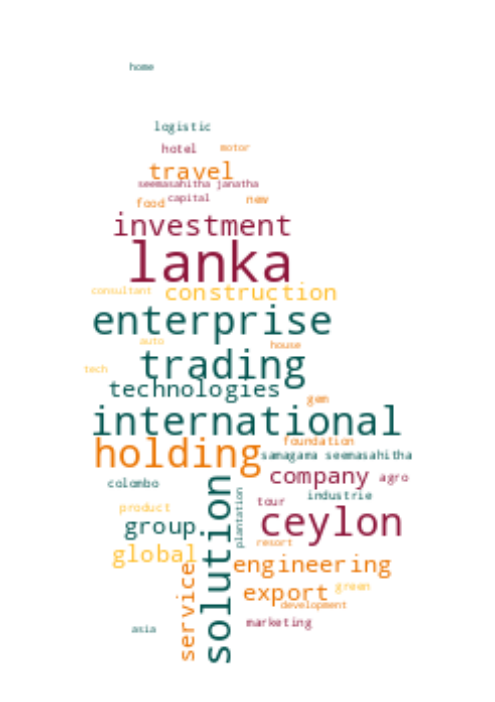 home
logistic
hotel motor
travel
seemasahitha janatha
food capital new
investment
lanka
consultant construction
enterprise
auto house
trading
tech
technologies
gem
international
foundation
holding samagama seemasahitha
company agro
colombo industrie
plantation
tour
product
ceylon
group
solution
resort
global
engineering
service
export green
development
marketing
asia